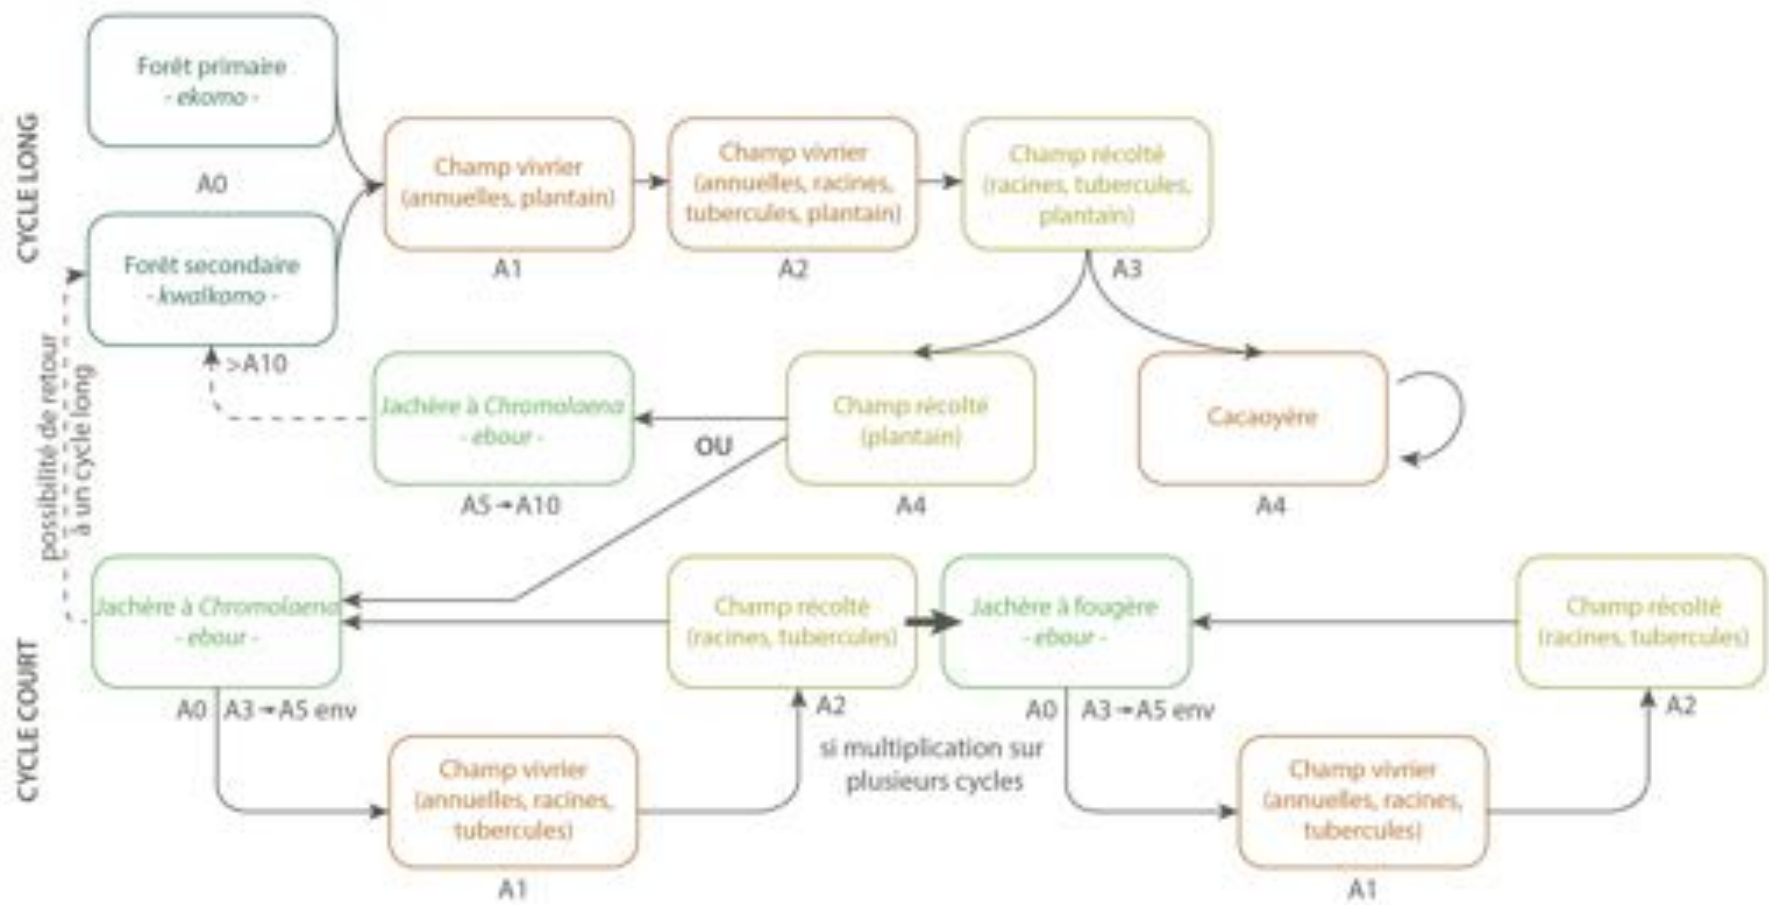 CYCLE LONG
Forêt primaire
- ekomo -
A0
Forêt secondaire
- kwalkomo -
Champ vivrier
(annuelles, plantain)
A1
Champ vivrier
(annuelles, racines,
tubercules, plantain)
A2
Champ récolté
(racines, tubercules,
plantain)
A3
>A10
Jachère à Chromolaena
- ebour -
A5→A10
OU
Champ récolté
(plantain)
A4
Cacaoyère
A4
possibilité de retour
à un cycle long
CYCLE COURT
Jachère à Chromolaena
- ebour -
A0
A3→A5 env
Champ vivrier
(annuelles, racines,
tubercules)
A1
Champ récolté
(racines, tubercules)
A2
si multiplication sur
plusieurs cycles
Jachère à fougère
- ebour -
A0
A3→A5 env
Champ vivrier
(annuelles, racines,
tubercules)
A1
Champ récolté
(racines, tubercules)
A2